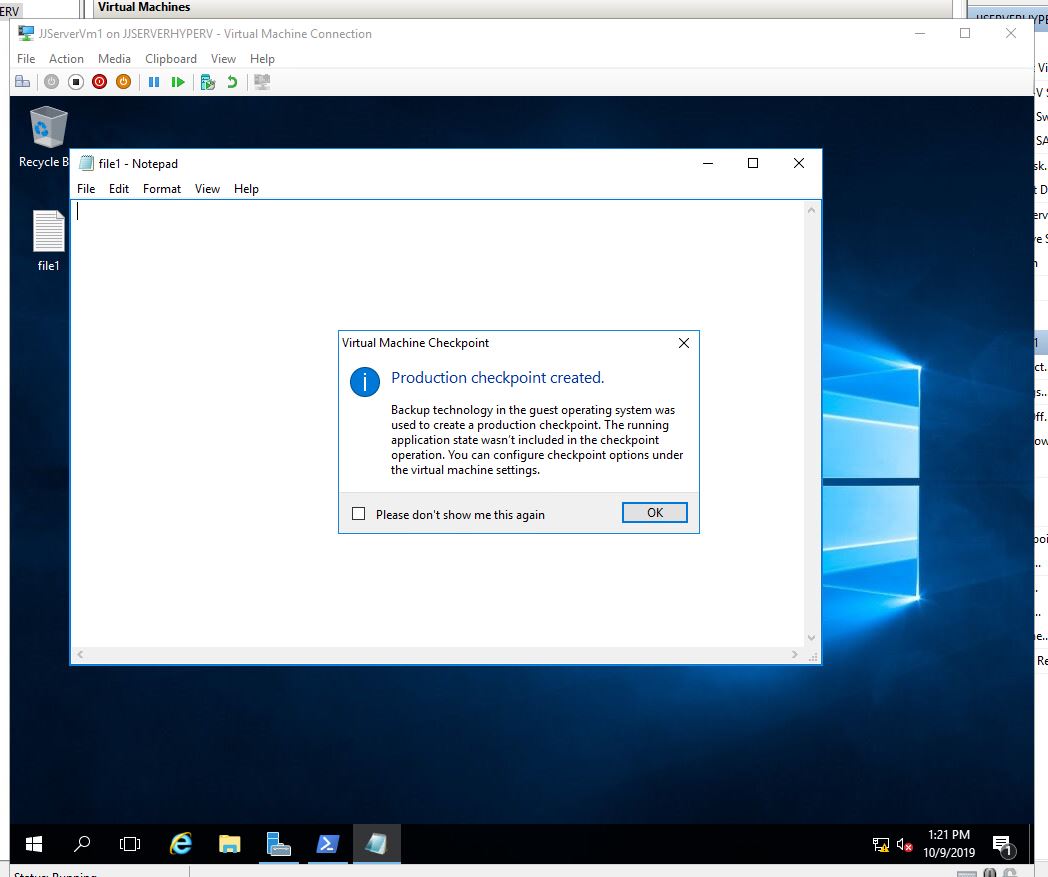 ERV
Virtual Machines
JJSERVERHYPE
JJServerVm1 on JJSERVERHYPERV - Virtual Machine Connection
File Action Media Clipboard View Help
Recycle B
file1 - Notepad
File Edit Format View Help
file1
Virtual Machine Checkpoint
Production checkpoint created.
Backup technology in the guest operating system was
used to create a production checkpoint. The running
application state wasn't included in the checkpoint
operation. You can configure checkpoint options under
the virtual machine settings.
Please don't show me this again
OK
1:21 PM
10/9/2019
1
Status: Running